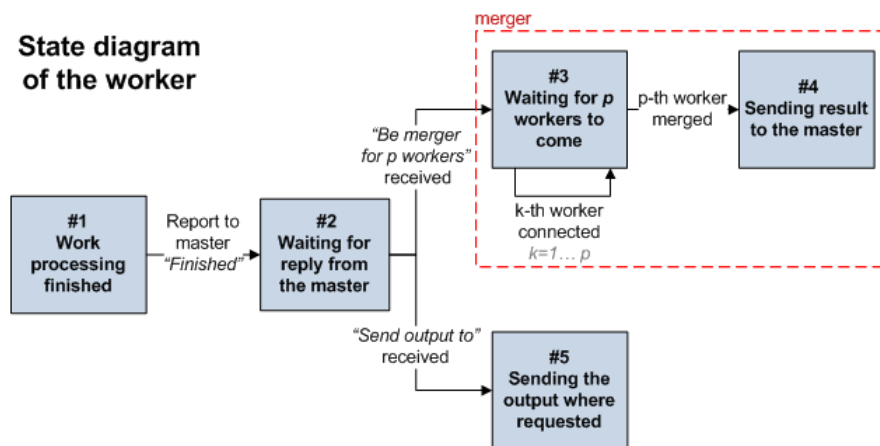 State diagram
of the worker
merger
#1
Work
processing
finished
Report to
master
“Finished”
#2
Waiting for
reply from
the master
“Be merger
for p workers”
received
#3
Waiting for p
workers to
come
k-th worker
connected
k=1... p
p-th worker
merged
#4
Sending result
to the master
“Send output to”
received
#5
Sending the
output where
requested